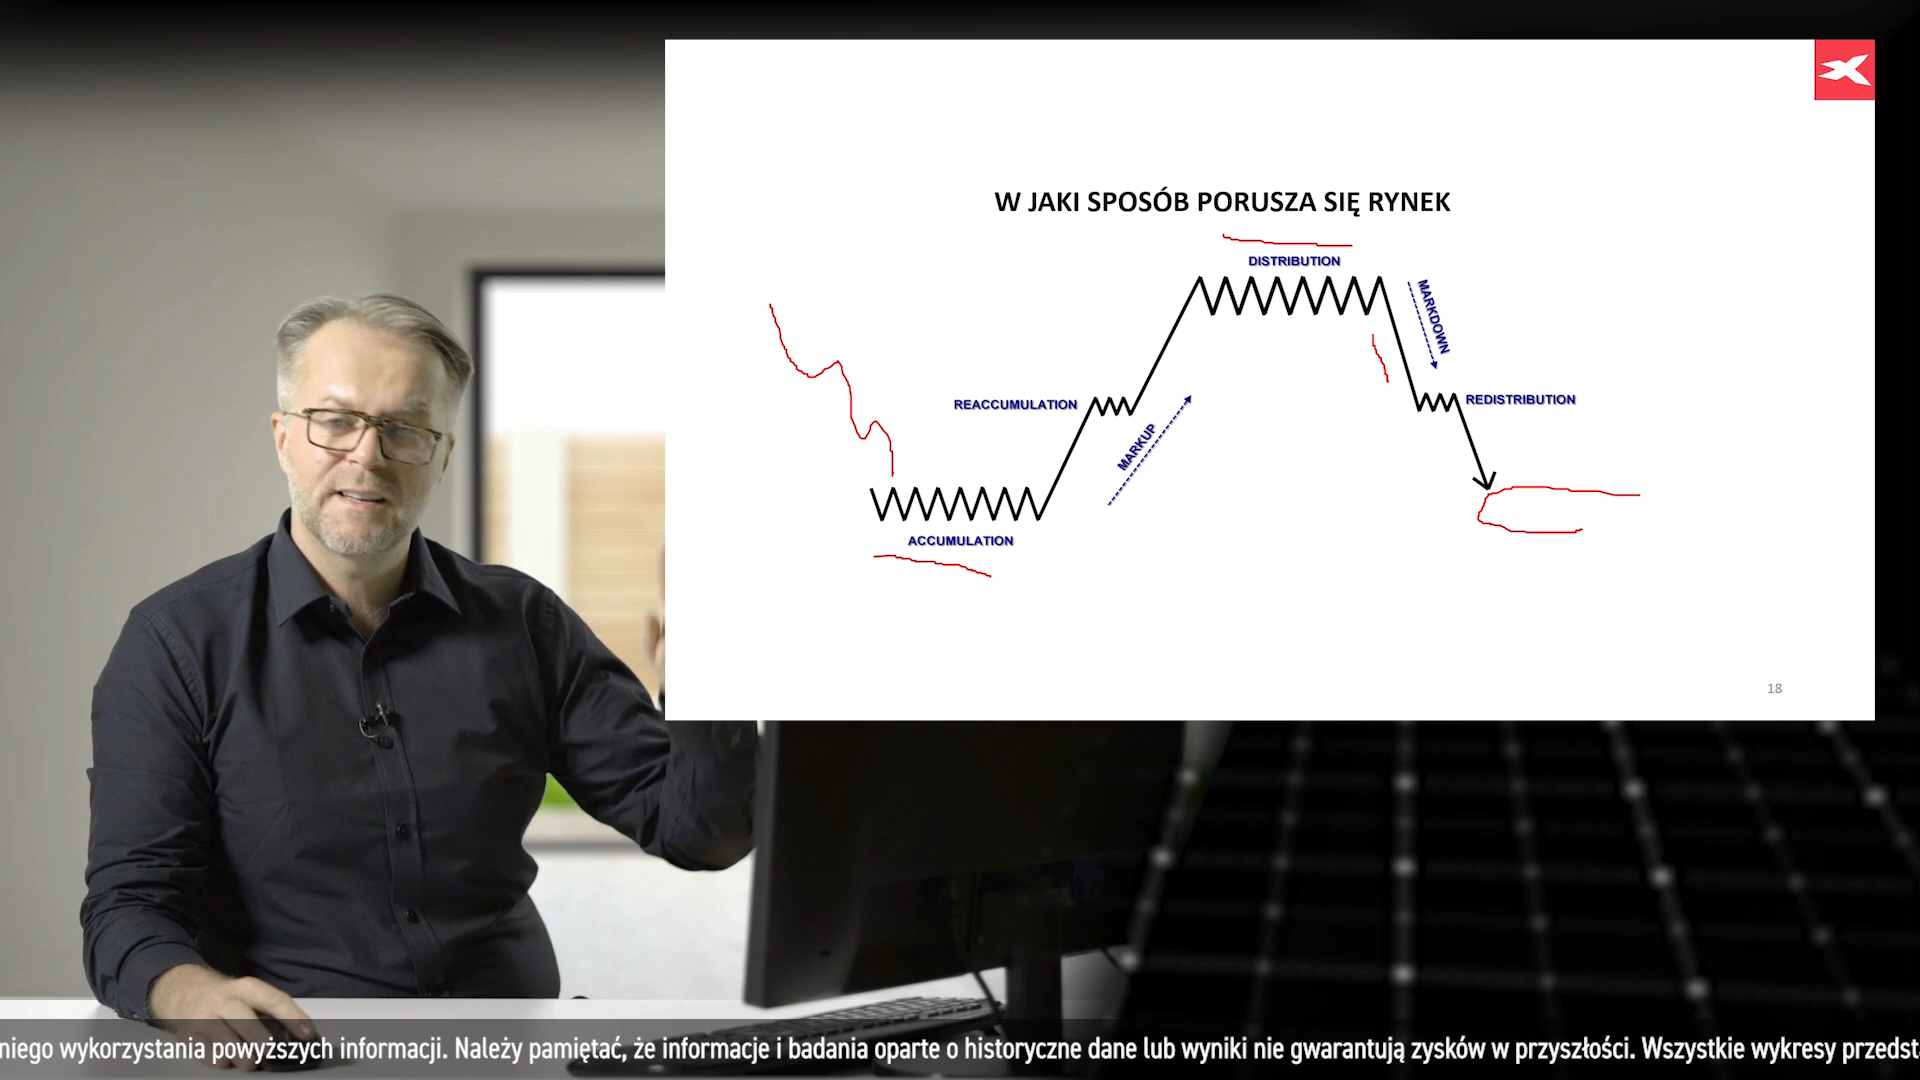 W JAKI SPOSÓB PORUSZA SIĘ RYNEK
DISTRIBUTION
MARKDOWN
REACCUMULATION
REDISTRIBUTION
MARKUP
ACCUMULATION
18
niego wykorzystania powyższych informacji. Należy pamiętać, że informacje i badania oparte o historyczne dane lub wyniki nie gwarantują zysków w przyszłości. Wszystkie wykresy przedst